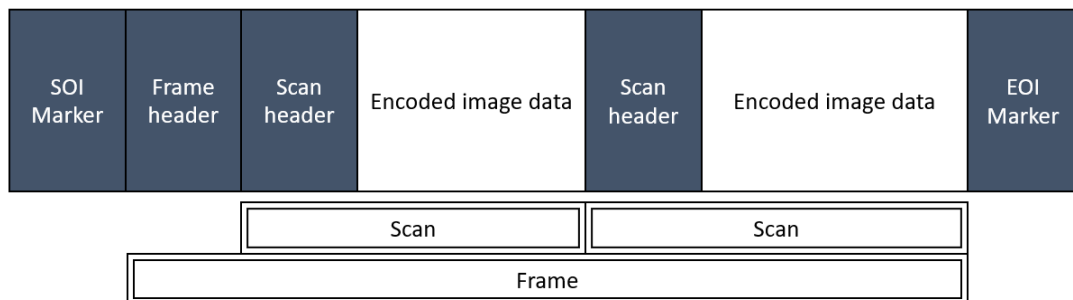 SOI
Marker
Frame
header
Scan
header
Encoded image data
Scan
header
Encoded image data
EOI
Marker
Scan
Scan
Frame